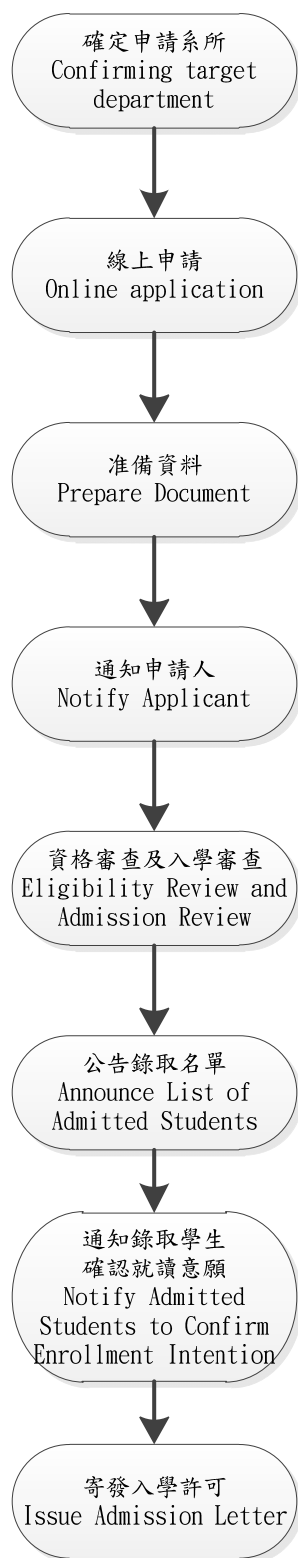 確定申請系所
Confirming target
department
線上申請
Online application
准備資料
Prepare Document
通知申請人
Notify Applicant
資格審查及入學審查
Eligibility Review and
Admission Review
公告錄取名單
Announce List of
Admitted Students
通知錄取學生
確認就讀意願
Notify Admitted
Students to Confirm
Enrollment Intention
寄發入學許可
Issue Admission Letter